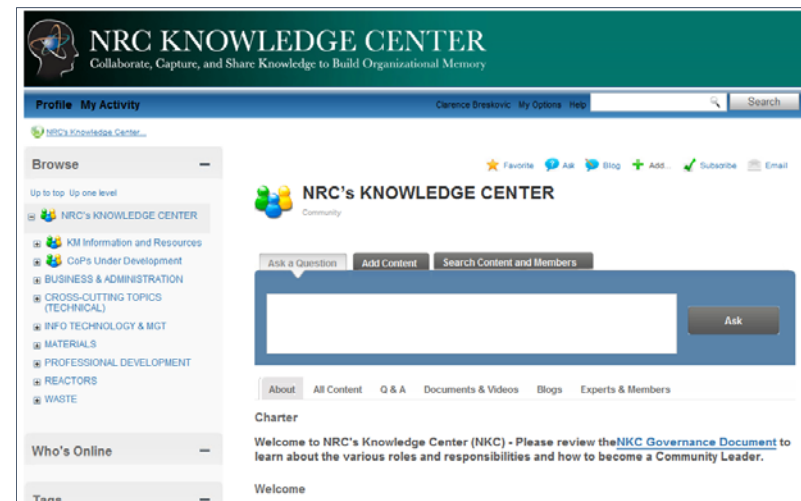 NRC KNOWLEDGE CENTER
Collaborate, Capture, and Share Knowledge to Build Organizational Memory
Profile My Activity
Clarence Breskovic My Options Help
Search
NRC's Knowledge Center...
Browse
Up to top Up one level
NRC's KNOWLEDGE CENTER
KM Information and Resources
CoPs Under Development
BUSINESS & ADMINISTRATION
CROSS-CUTTING TOPICS
(TECHNICAL)
INFO TECHNOLOGY & MGT
MATERIALS
PROFESSIONAL DEVELOPMENT
REACTORS
WASTE
Who's Online
Tags
Favorite Ask Blog Add... Subscribe Email
NRC's KNOWLEDGE CENTER
Community
Ask a Question Add Content Search Content and Members
Ask
About All Content Q & A Documents & Videos Blogs Experts & Members
Charter
Welcome to NRC's Knowledge Center (NKC) - Please review theNKC Governance Document to
learn about the various roles and responsibilities and how to become a Community Leader.
Welcome